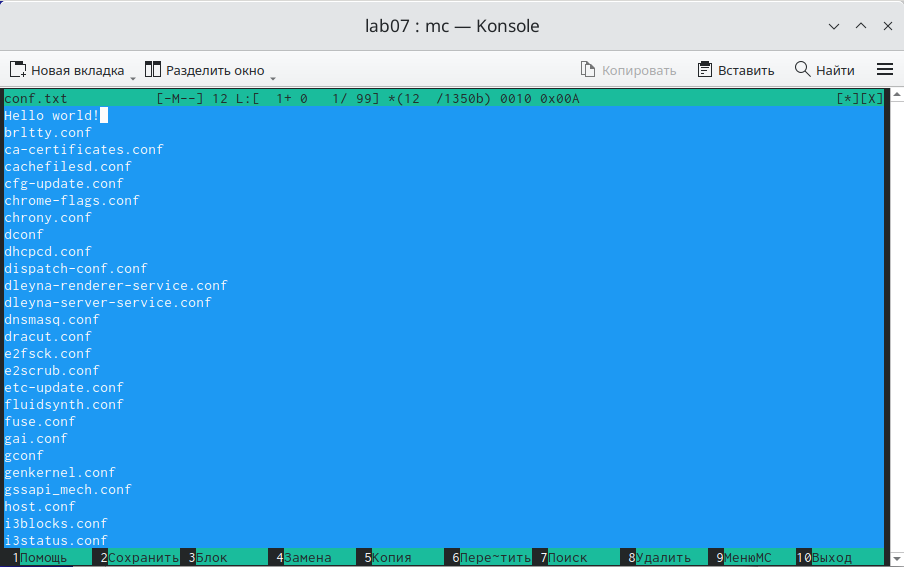 lab07 : mc — Konsole
Новая вкладка Разделить окно Копировать Вставить Найти
conf.txt [-M--] 12 L:[ 1+ 0 1/ 99] *(12 /1350b) 0010 0x00A [*][X]
Hello world!
brltty.conf
ca-certificates.conf
cachefilesd.conf
cfg-update.conf
chrome-flags.conf
chrony.conf
dconf
dhcpcd.conf
dispatch-conf.conf
dleyna-renderer-service.conf
dleyna-server-service.conf
dnsmasq.conf
dracut.conf
e2fsck.conf
e2scrub.conf
etc-update.conf
fluidsynth.conf
fuse.conf
gai.conf
gconf
genkernel.conf
gssapi_mech.conf
host.conf
i3blocks.conf
i3status.conf
1Помощь 2Сохранить 3Блок 4Замена 5Копия 6Пере~тить 7Поиск 8Удалить 9МенюMC 10Выход